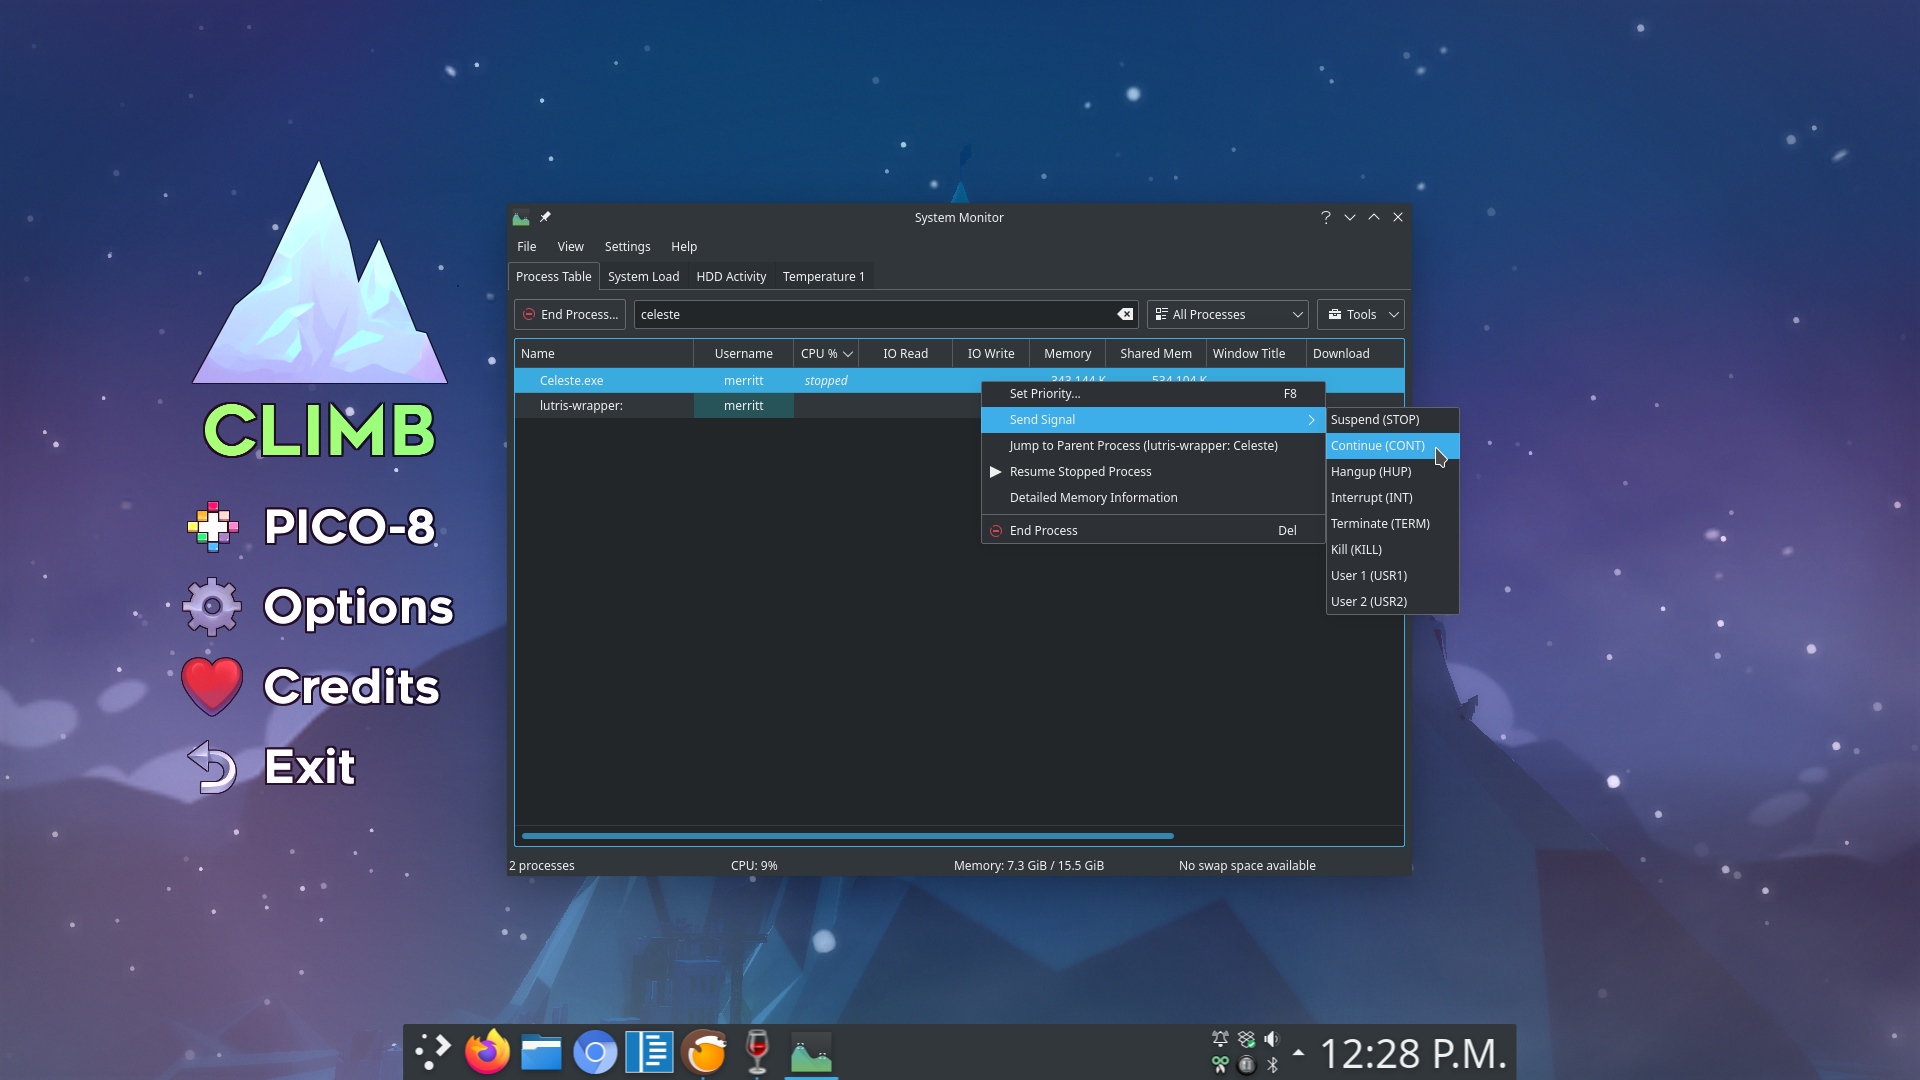 System Monitor
File View Settings Help
Process Table System Load HDD Activity Temperature 1
End Process... celeste All Processes Tools
Name Username CPU % IO Read IO Write Memory Shared Mem Window Title Download
Celeste.exe merritt stopped 343,144 K 534,104 K
lutris-wrapper: merritt
Set Priority... F8
Send Signal
Jump to Parent Process (lutris-wrapper: Celeste)
Resume Stopped Process
Detailed Memory Information
End Process Del
Suspend (STOP)
Continue (CONT)
Hangup (HUP)
Interrupt (INT)
Terminate (TERM)
Kill (KILL)
User 1 (USR1)
User 2 (USR2)
2 processes CPU: 9% Memory: 7.3 GiB / 15.5 GiB No swap space available
CLIMB
PICO-8
Options
Credits
Exit
12:28 P.M.